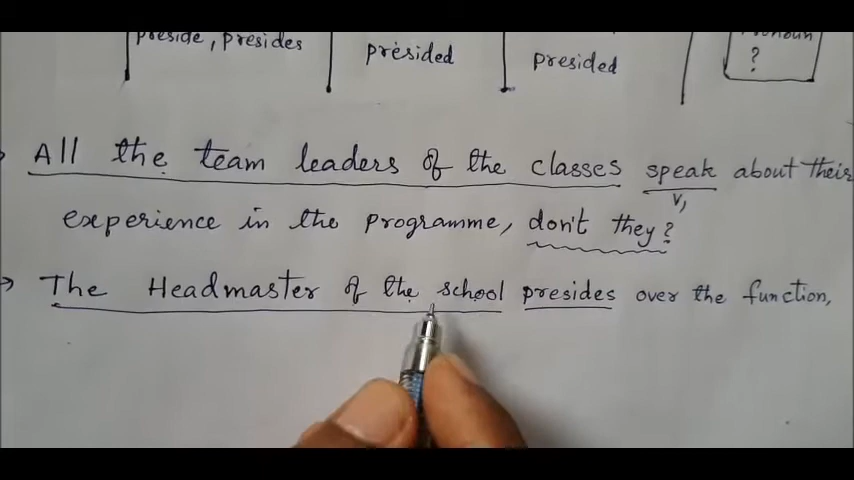 preside, presides
presided
presided
Pronoun
?
All the team leaders of the classes speak about their
V1
experience in the programme, don't they?
→ The Headmaster of the school presides over the function,